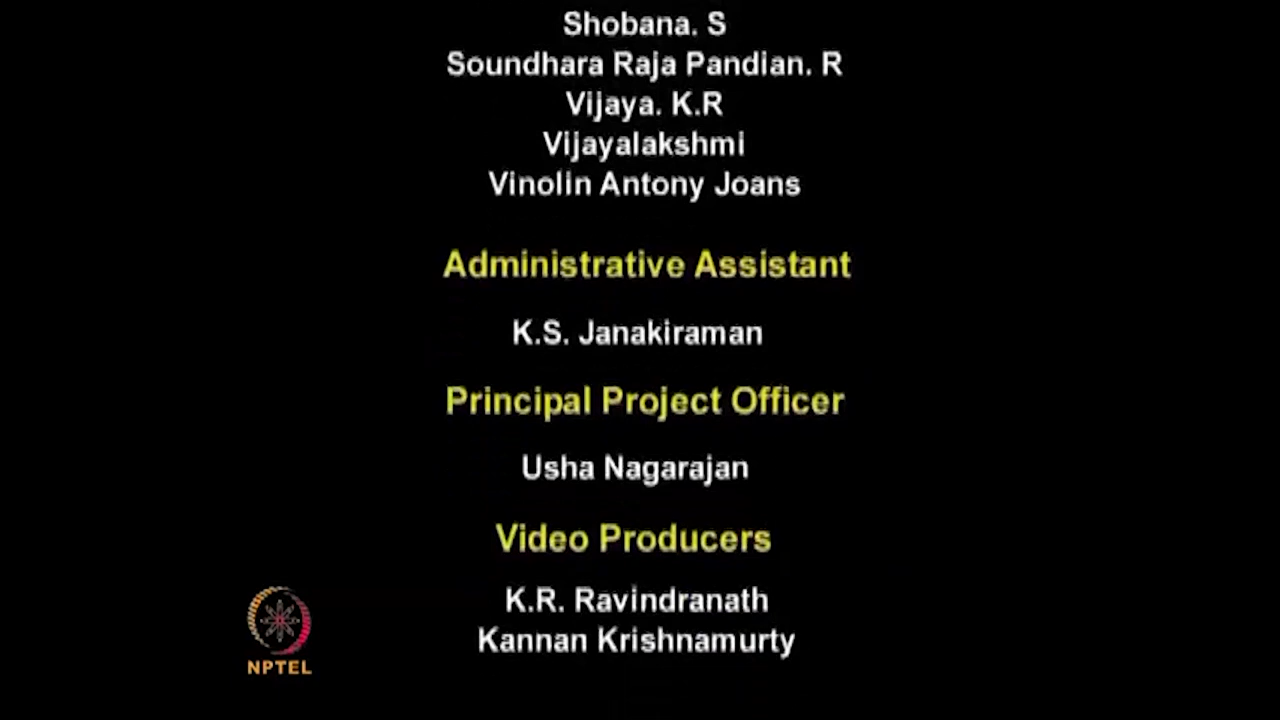 Shobana. S
Soundhara Raja Pandian. R
Vijaya. K.R
Vijayalakshmi
Vinolin Antony Joans
Administrative Assistant
K.S. Janakiraman
Principal Project Officer
Usha Nagarajan
Video Producers
K.R. Ravindranath
Kannan Krishnamurty
NPTEL